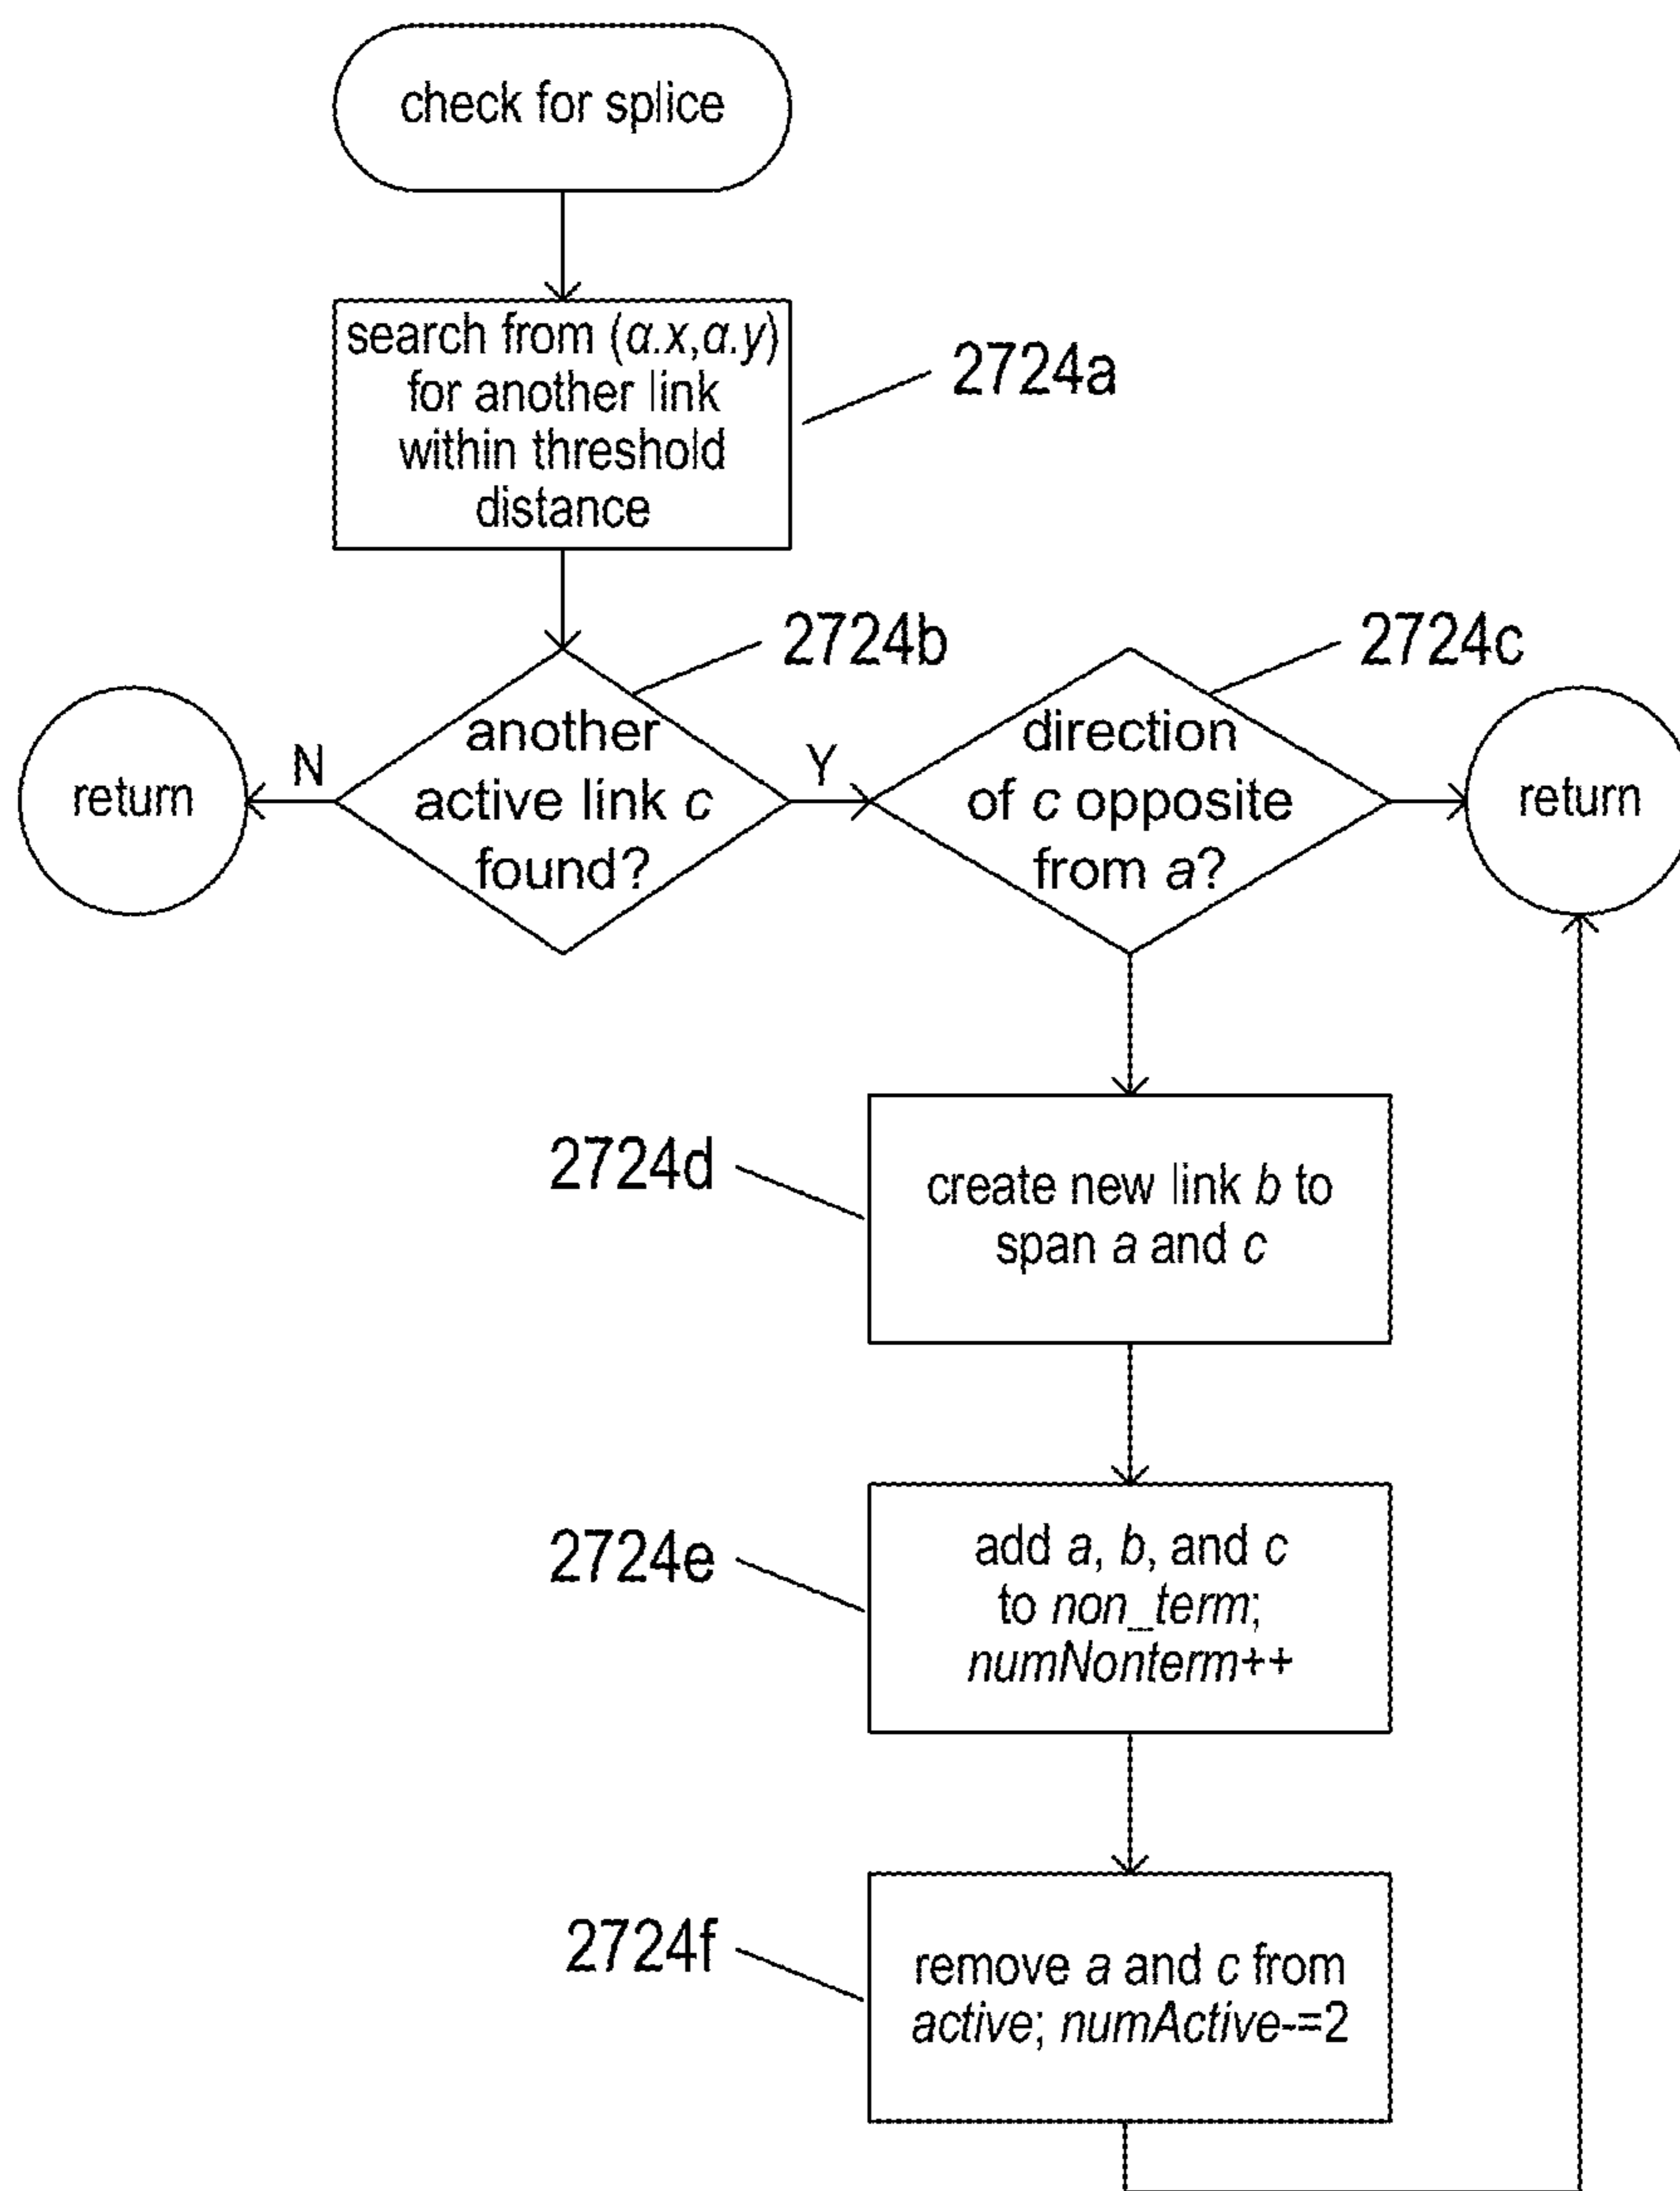 check for splice
search from (a.x,a.y)
for another link
within threshold
distance
2724a
2724b
2724c
return
N
another
active link c
found?
Y
direction
of c opposite
from a?
return
2724d
create new link b to
span a and c
2724e
add a, b, and c
to non_term;
numNonterm++
2724f
remove a and c from
active; numActive-=2